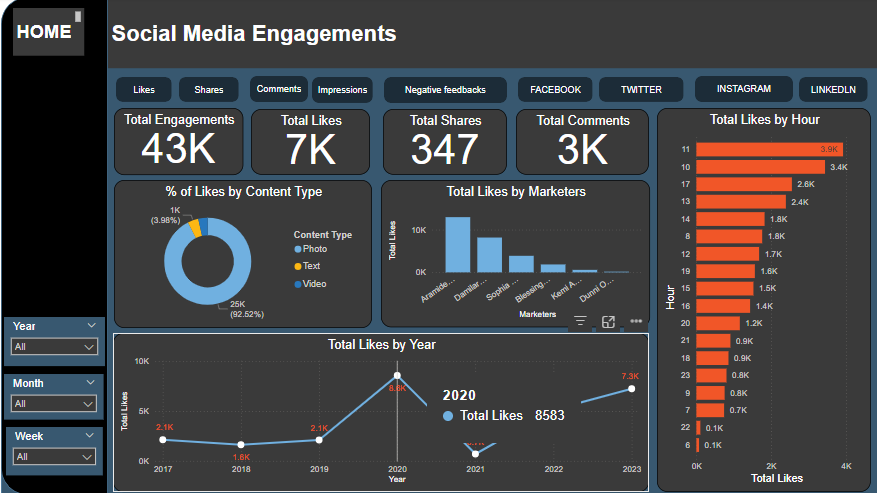 HOME
Social Media Engagements
Likes
Shares
Comments
Impressions
Negative feedbacks
FACEBOOK
TWITTER
INSTAGRAM
LINKEDLN
Total Engagements
43K
Total Likes
7K
Total Shares
347
Total Comments
3K
% of Likes by Content Type
1K
(3.98%)
25K
(92.52%)
Content Type
Photo
Text
Video
Total Likes by Marketers
Total Likes
10K
0K
Aramide...
Damilar...
Sophia ...
Blessing...
Kemi A...
Dunni O...
Marketers
Total Likes by Hour
Hour
11 3.9K
10 3.4K
17 2.6K
13 2.4K
14 1.8K
8 1.8K
12 1.7K
19 1.6K
15 1.5K
16 1.4K
20 1.2K
21 0.9K
18 0.9K
23 0.8K
9 0.8K
7 0.7K
22 0.1K
6 0.1K
0K 2K 4K
Total Likes
Year
All
Month
All
Week
All
Total Likes by Year
Total Likes
10K
5K
0K
2.1K
1.6K
2.1K
8.6K
7.3K
2020
Total Likes 8583
2017 2018 2019 2020 2021 2022 2023
Year